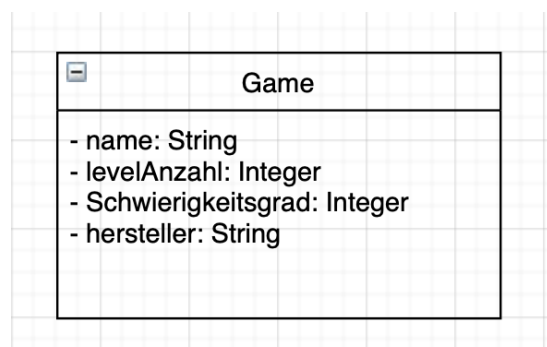 Game
- name: String
- levelAnzahl: Integer
- Schwierigkeitsgrad: Integer
- hersteller: String